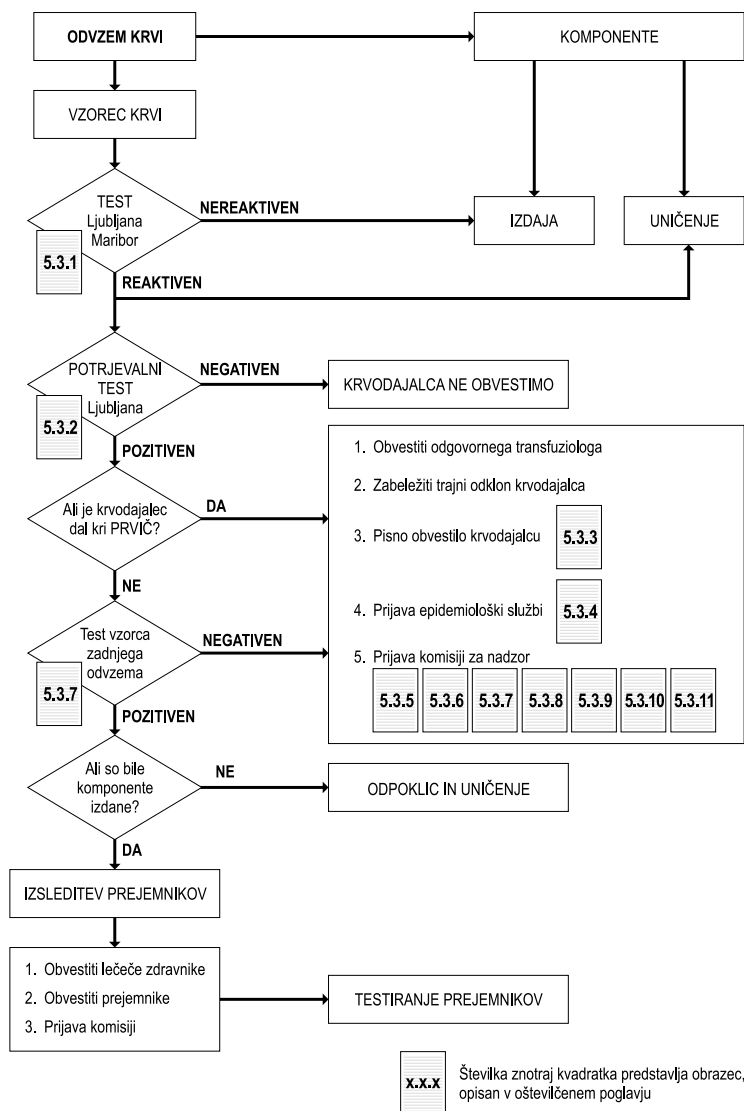 ODVZEM KRVI
KOMPONENTE
VZOREC KRVI
TEST
Ljubljana
Maribor
NEREAKTIVEN
IZDAJA
UNIČENJE
5.3.1
REAKTIVEN
POTRJEVALNI
TEST
Ljubljana
NEGATIVEN
KRVODAJALCA NE OBVESTIMO
5.3.2
POZITIVEN
Ali je krvodajalec
dal kri PRVIČ?
DA
1. Obvestiti odgovornega transfuziologa
2. Zabeležiti trajni odklon krvodajalca
3. Pisno obvestilo krvodajalcu
5.3.3
4. Prijava epidemiološki službi
5.3.4
5. Prijava komisiji za nadzor
5.3.5 5.3.6 5.3.7 5.3.8 5.3.9 5.3.10 5.3.11
NE
Test vzorca
zadnjega
odvzema
NEGATIVEN
5.3.7
POZITIVEN
Ali so bile
komponente
izdane?
NE
ODPOKLIC IN UNIČENJE
DA
IZSLEDITEV PREJEMNIKOV
1. Obvestiti lečeče zdravnike
2. Obvestiti prejemnike
3. Prijava komisiji
TESTIRANJE PREJEMNIKOV
x.x.x
Številka znotraj kvadratka predstavlja obrazec,
opisan v oštevilčenem poglavju